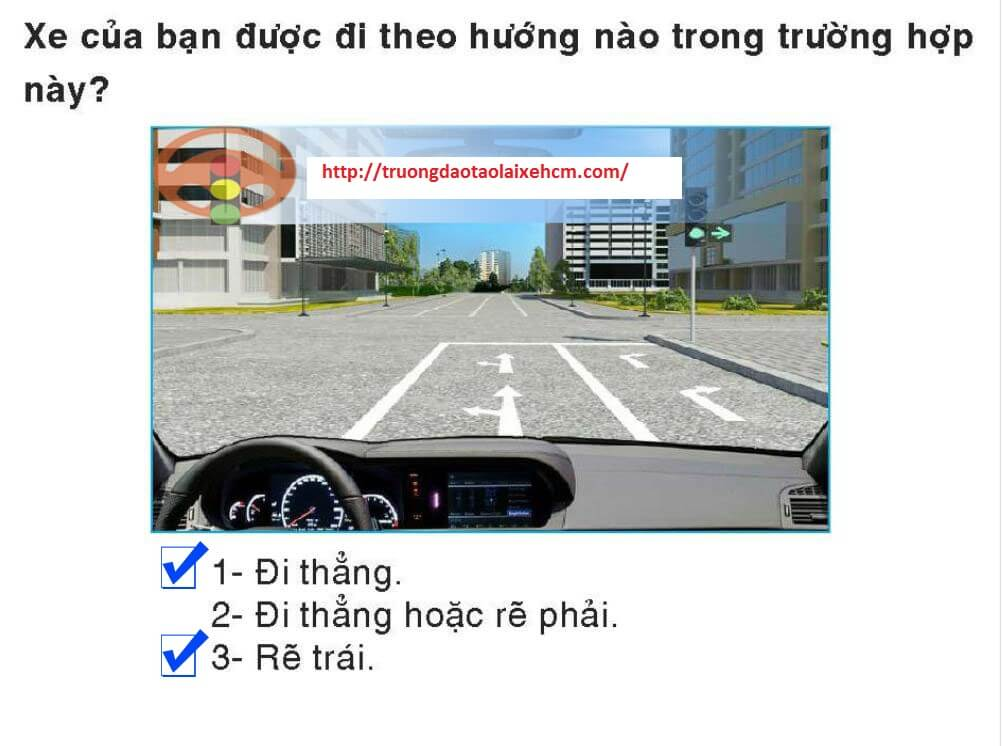 Xe của bạn được đi theo hướng nào trong trường hợp
này?
http://truongdaotaolaixehcm.com/
1- Đi thẳng.
2- Đi thẳng hoặc rẽ phải.
3- Rẽ trái.